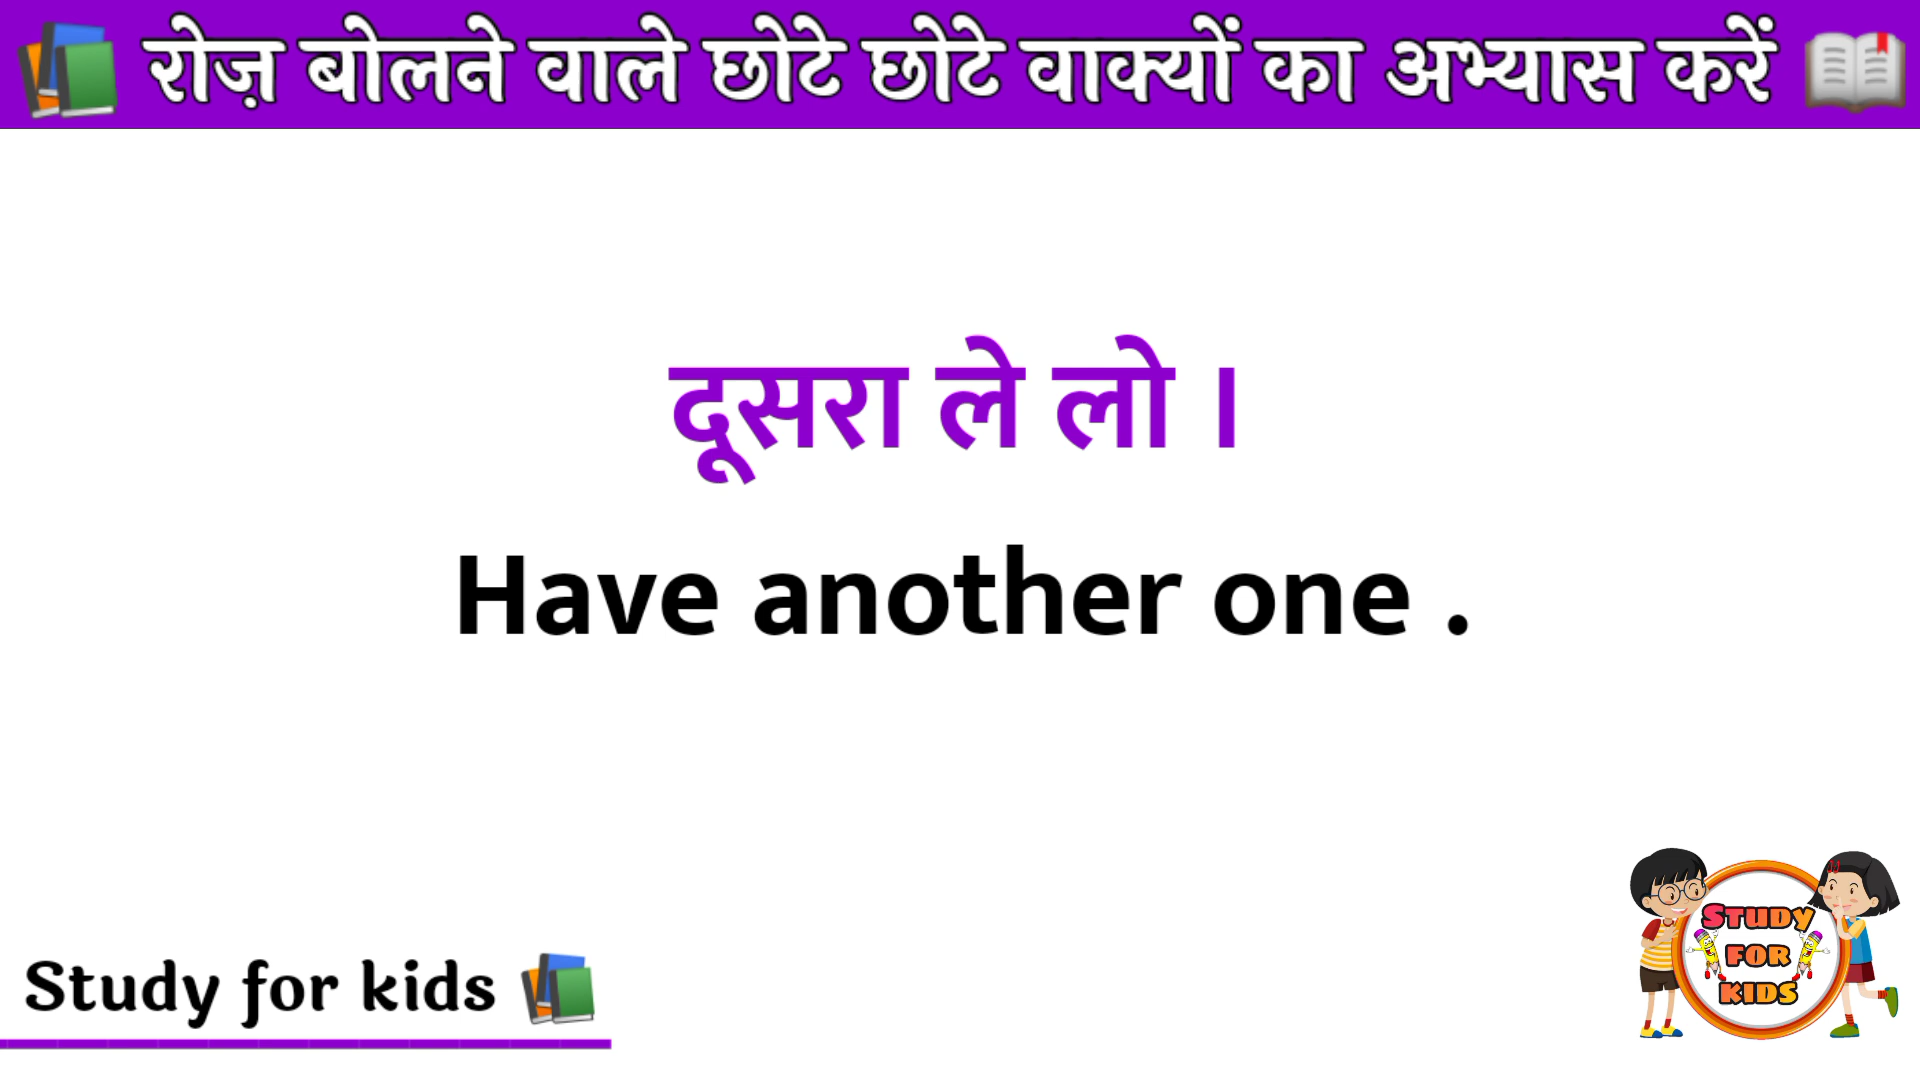 रोज़ बोलने वाले छोटे छोटे वाक्यों का अभ्यास करें
दूसरा ले लो ।
Have another one .
Study for kids
STUDY
FOR
KIDS